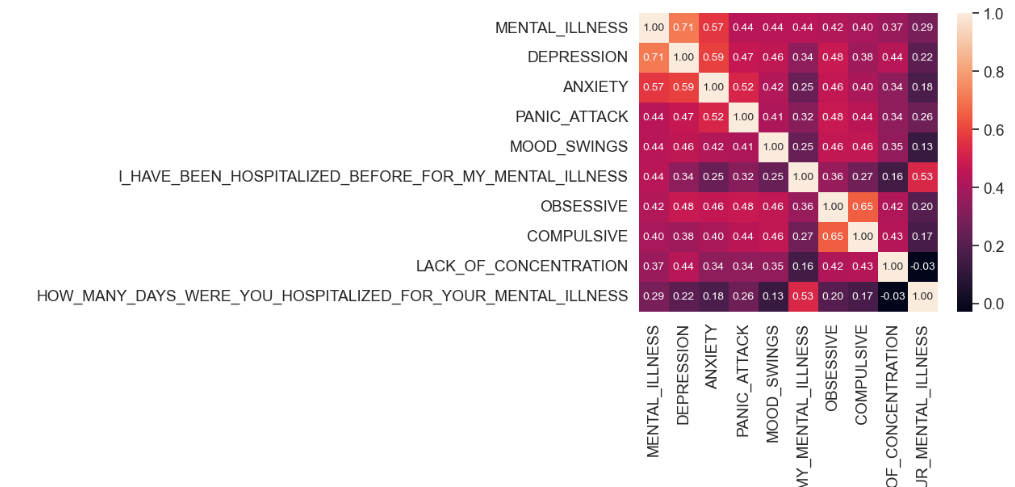 MENTAL_ILLNESS 1.00 0.71 0.57 0.44 0.44 0.44 0.42 0.40 0.37 0.29
DEPRESSION 0.71 1.00 0.59 0.47 0.46 0.34 0.48 0.38 0.44 0.22
ANXIETY 0.57 0.59 1.00 0.52 0.42 0.25 0.46 0.40 0.34 0.18
PANIC_ATTACK 0.44 0.47 0.52 1.00 0.41 0.32 0.48 0.44 0.34 0.26
MOOD_SWINGS 0.44 0.46 0.42 0.41 1.00 0.25 0.46 0.46 0.35 0.13
I_HAVE_BEEN_HOSPITALIZED_BEFORE_FOR_MY_MENTAL_ILLNESS 0.44 0.34 0.25 0.32 0.25 1.00 0.36 0.27 0.16 0.53
OBSESSIVE 0.42 0.48 0.46 0.48 0.46 0.36 1.00 0.65 0.42 0.20
COMPULSIVE 0.40 0.38 0.40 0.44 0.46 0.27 0.65 1.00 0.43 0.17
LACK_OF_CONCENTRATION 0.37 0.44 0.34 0.34 0.35 0.16 0.42 0.43 1.00 -0.03
HOW_MANY_DAYS_WERE_YOU_HOSPITALIZED_FOR_YOUR_MENTAL_ILLNESS 0.29 0.22 0.18 0.26 0.13 0.53 0.20 0.17 -0.03 1.00
MENTAL_ILLNESS
DEPRESSION
ANXIETY
PANIC_ATTACK
MOOD_SWINGS
MY_MENTAL_ILLNESS
OBSESSIVE
COMPULSIVE
OF_CONCENTRATION
UR_MENTAL_ILLNESS
1.0
0.8
0.6
0.4
0.2
0.0